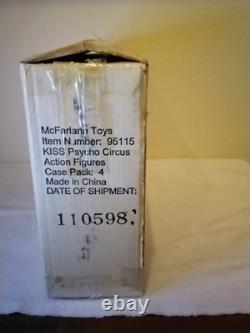 McFarlane Toys
Item Number: 95115
KISS Psycho Circus
Action Figures
Case Pack: 4
Made in China
DATE OF SHIPMENT:
110598